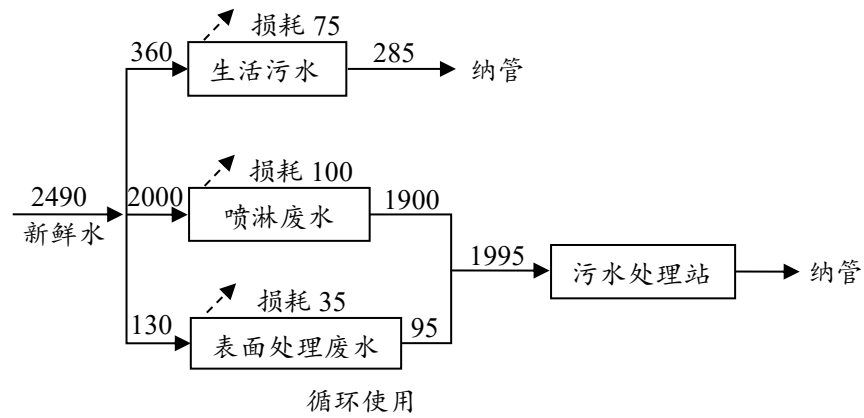 损耗 75
360
生活污水
285
纳管
损耗 100
2490
新鲜水
2000
喷淋废水
1900
1995
污水处理站
纳管
损耗 35
130
表面处理废水
95
循环使用